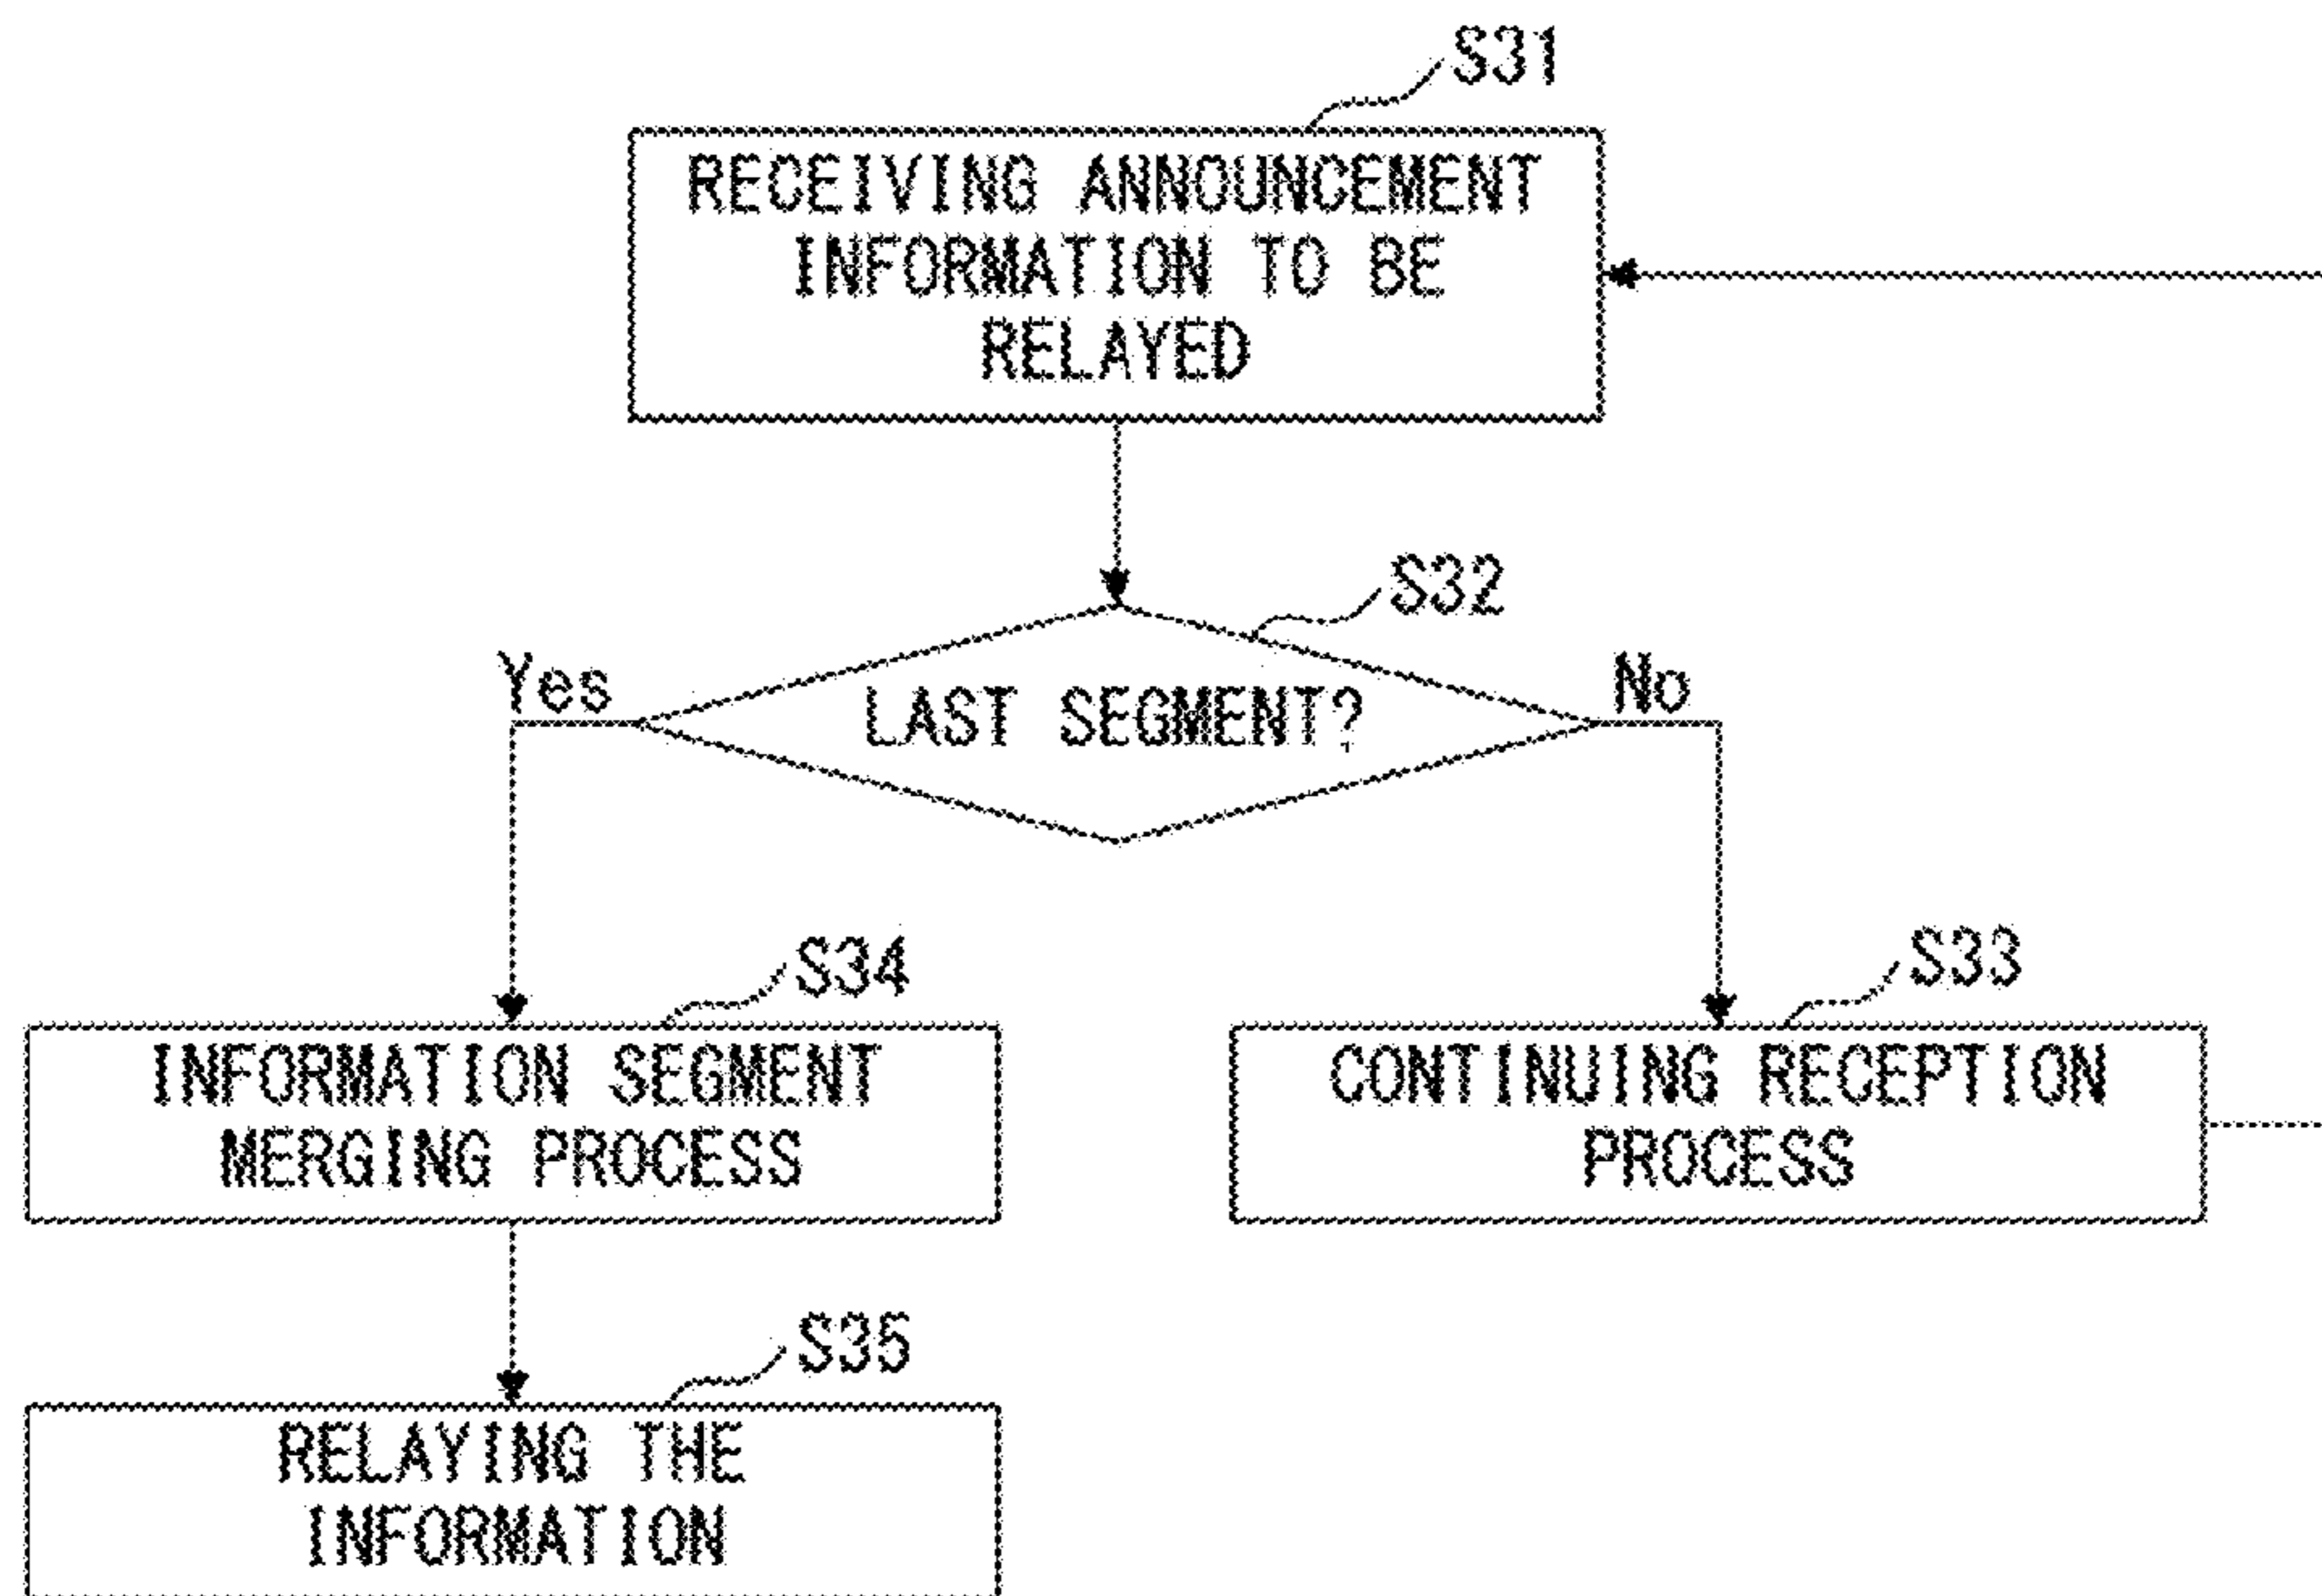 S31
RECEIVING ANNOUNCEMENT
INFORMATION TO BE
RELAYED
S32
Yes
LAST SEGMENT?
No
S34
INFORMATION SEGMENT
MERGING PROCESS
S33
CONTINUING RECEPTION
PROCESS
S35
RELAYING THE
INFORMATION